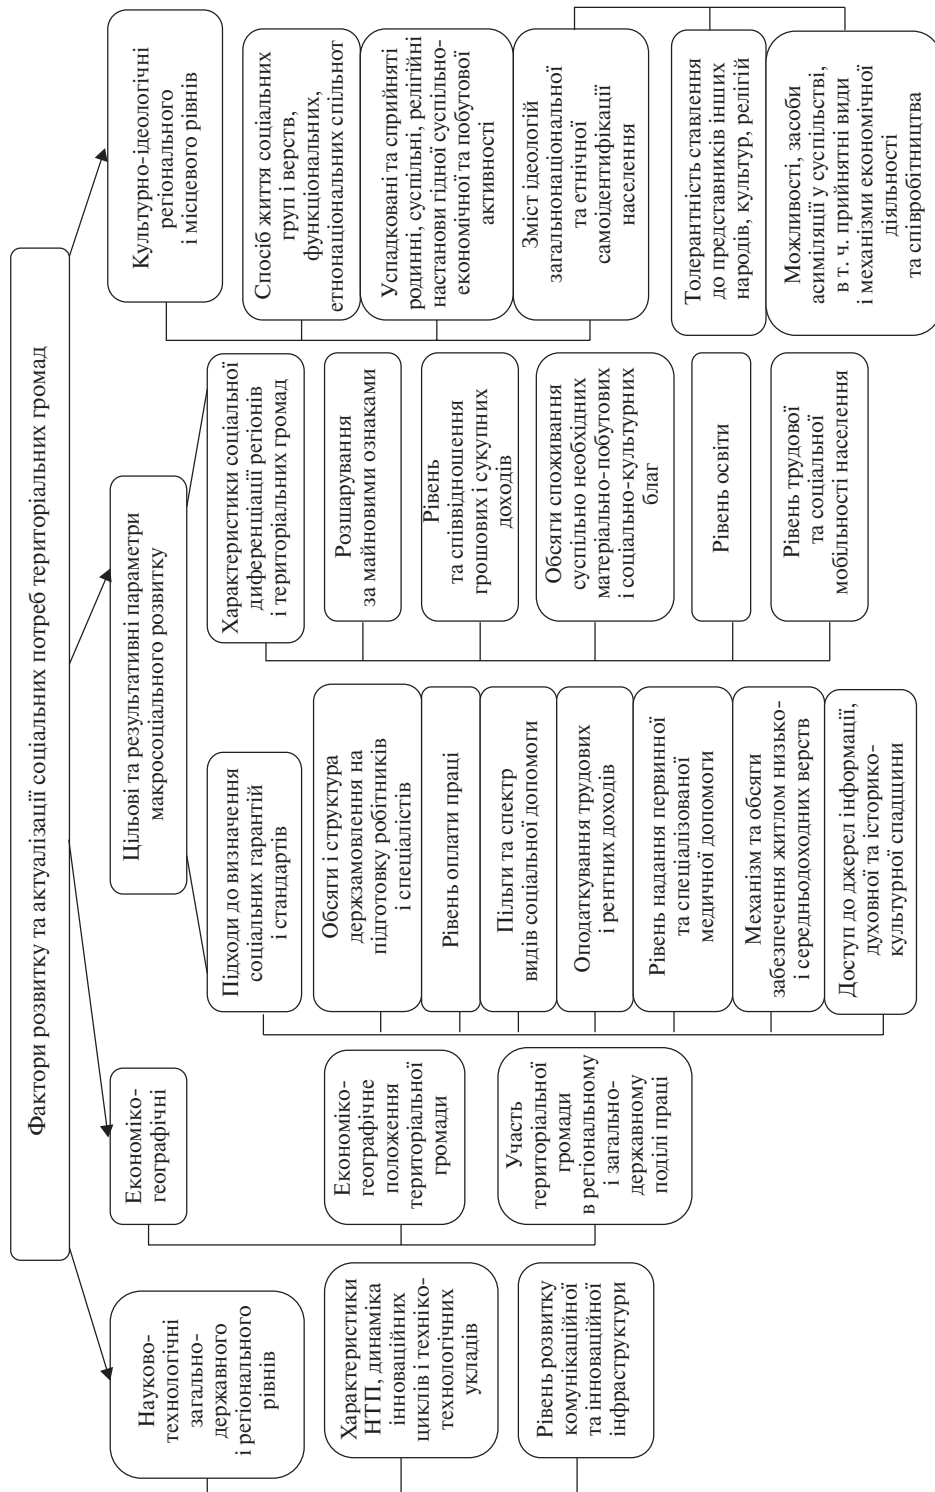 Фактори розвитку та актуалізації соціальних потреб територіальних громад
Науково-
технологічні
загально-
державного
і регіонального
рівнів
Характеристики
НТП, динаміка
інноваційних
циклів і техніко-
технологічних
укладів
Рівень розвитку
комунікаційної
та інноваційної
інфраструктури
Економіко-
географічні
Економіко-
географічне
положення
територіальної
громади
Участь
територіальної
громади
в регіональному
і загально-
державному
поділі праці
Цільові та результативні параметри
макросоціального розвитку
Підходи до визначення
соціальних гарантій
і стандартів
Обсяги і структура
держзамовлення на
підготовку робітників
і спеціалістів
Рівень оплати праці
Пільги та спектр
видів соціальної допомоги
Оподаткування трудових
і рентних доходів
Рівень надання первинної
та спеціалізованої
медичної допомоги
Механізм та обсяги
забезпечення житлом низько-
і середньодоходних верств
Доступ до джерел інформації,
духовної та історико-
культурної спадщини
Характеристики соціальної
диференціації регіонів
і територіальних громад
Розшарування
за майновими ознаками
Рівень
та співвідношення
грошових і сукупних
доходів
Обсяги споживання
суспільно необхідних
матеріально-побутових
і соціально-культурних
благ
Рівень освіти
Рівень трудової
та соціальної
мобільності населення
Культурно-ідеологічні
регіонального
і місцевого рівнів
Спосіб життя соціальних
груп і верств,
функціональних,
етнонаціональних спільнот
Успадковані та сприйняті
родинні, суспільні, релігійні
настанови гідної суспільно-
економічної та побутової
активності
Зміст ідеологій
загальнонаціональної
та етнічної
самоідентифікації
населення
Толерантність ставлення
до представників інших
народів, культур, релігій
Можливості, засоби
асиміляції у суспільстві,
в т. ч. прийнятні види
і механізми економічної
діяльності
та співробітництва